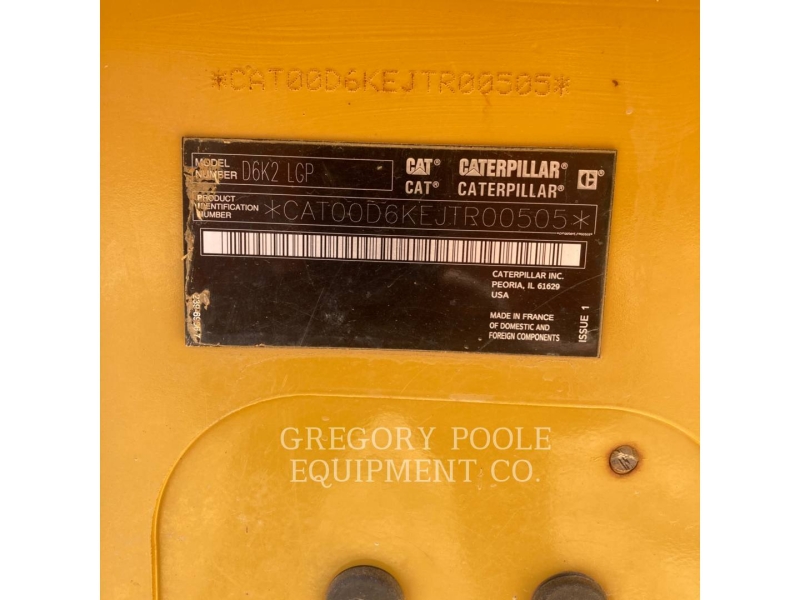 *CAT00D6KEJTR00505*
MODEL NUMBER D6K2 LGP
CAT® CATERPILLAR®
CAT® CATERPILLAR®
PRODUCT IDENTIFICATION NUMBER *CAT00D6KEJTR00505*
CATERPILLAR INC.
PEORIA, IL 61629
USA
MADE IN FRANCE
OF DOMESTIC AND
FOREIGN COMPONENTS
ISSUE 1
GREGORY POOLE
EQUIPMENT CO.